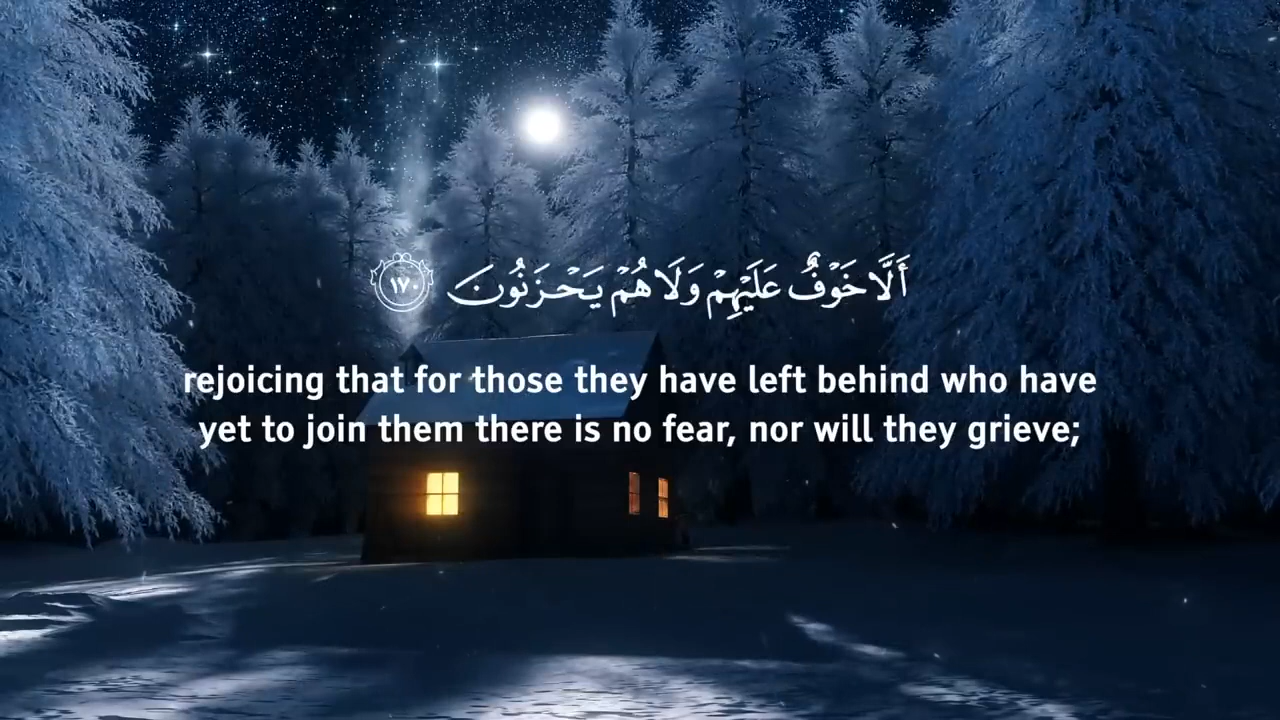 أَلَّا خَوْفٌ عَلَيْهِمْ وَلَا هُمْ يَحْزَنُونَ ١٧٠
rejoicing that for those they have left behind who have
yet to join them there is no fear, nor will they grieve;